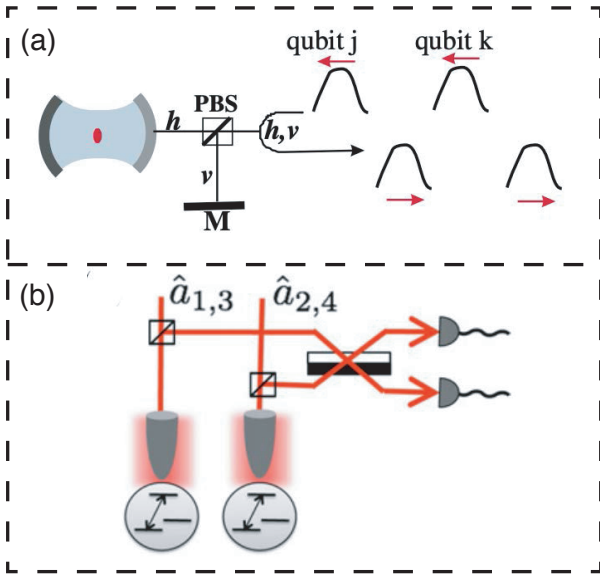 (a)
qubit j
qubit k
PBS
h
h,v
v
M
(b)
â1,3
â2,4